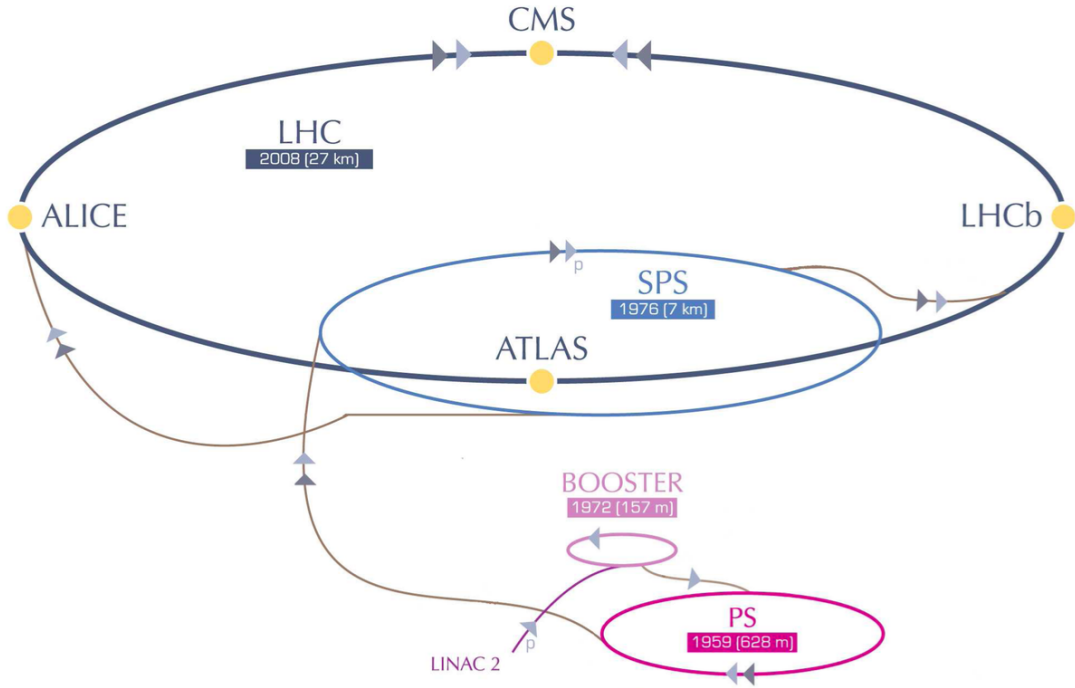 CMS
LHC
2008 (27 km)
ALICE
LHCb
p
SPS
1976 (7 km)
ATLAS
BOOSTER
1972 (157 m)
PS
1959 (628 m)
p
LINAC 2